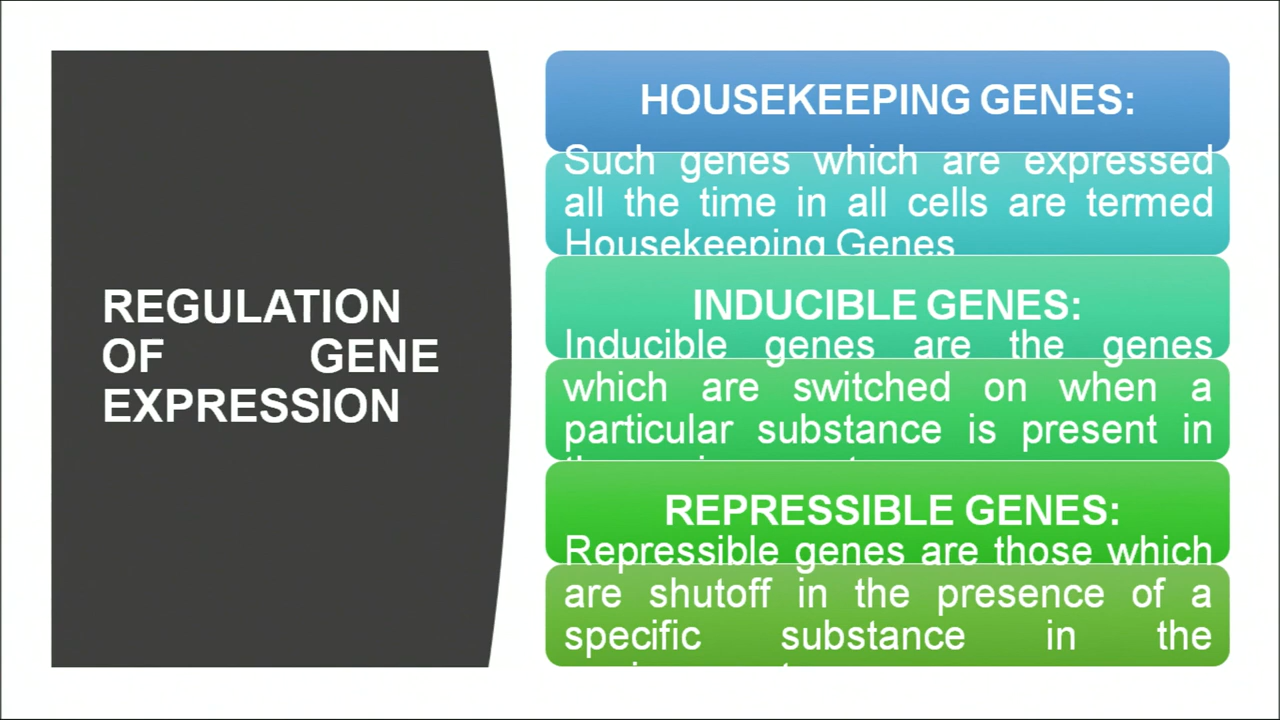 REGULATION
OF GENE
EXPRESSION
HOUSEKEEPING GENES:
Such genes which are expressed
all the time in all cells are termed
Housekeeping Genes
INDUCIBLE GENES:
Inducible genes are the genes
which are switched on when a
particular substance is present in
REPRESSIBLE GENES:
Repressible genes are those which
are shutoff in the presence of a
specific substance in the